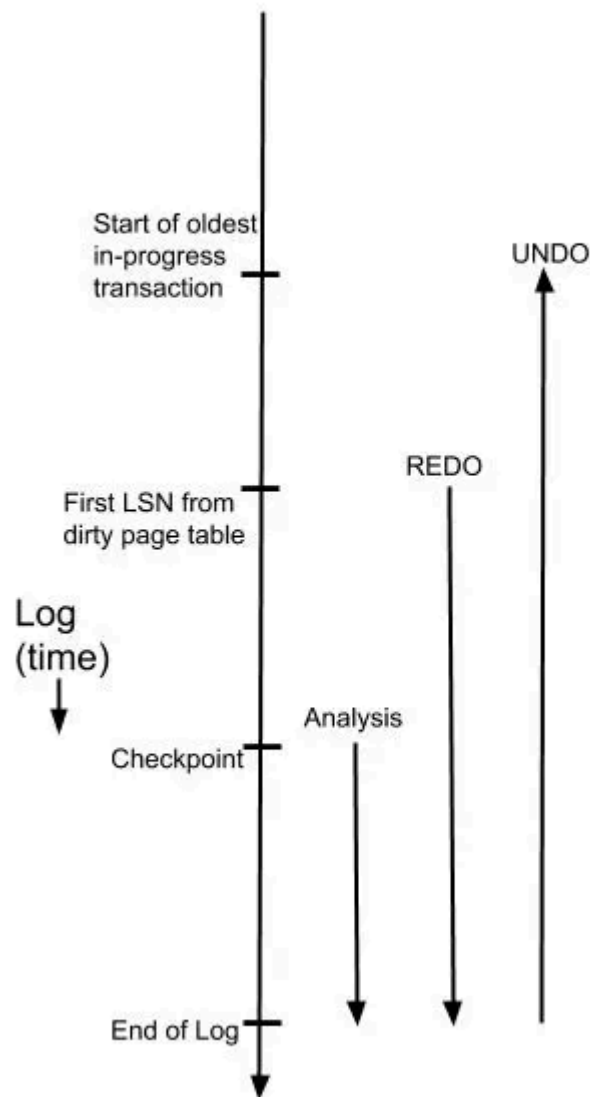 Start of oldest
in-progress
transaction
UNDO
REDO
First LSN from
dirty page table
Log
(time)
Analysis
Checkpoint
End of Log